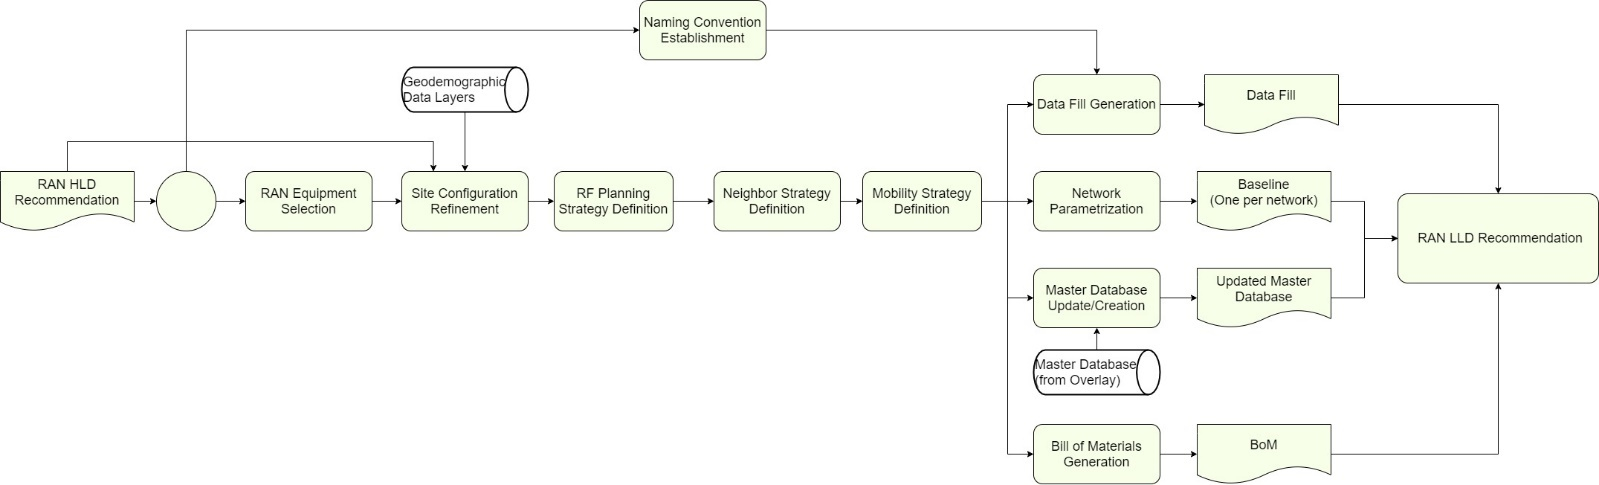 Naming Convention
Establishment
Geodemographic
Data Layers
Data Fill Generation
Data Fill
RAN HLD
Recommendation
RAN Equipment
Selection
Site Configuration
Refinement
RF Planning
Strategy Definition
Neighbor Strategy
Definition
Mobility Strategy
Definition
Network
Parametrization
Baseline
(One per network)
RAN LLD Recommendation
Master Database
Update/Creation
Updated Master
Database
Master Database
(from Overlay)
Bill of Materials
Generation
BoM